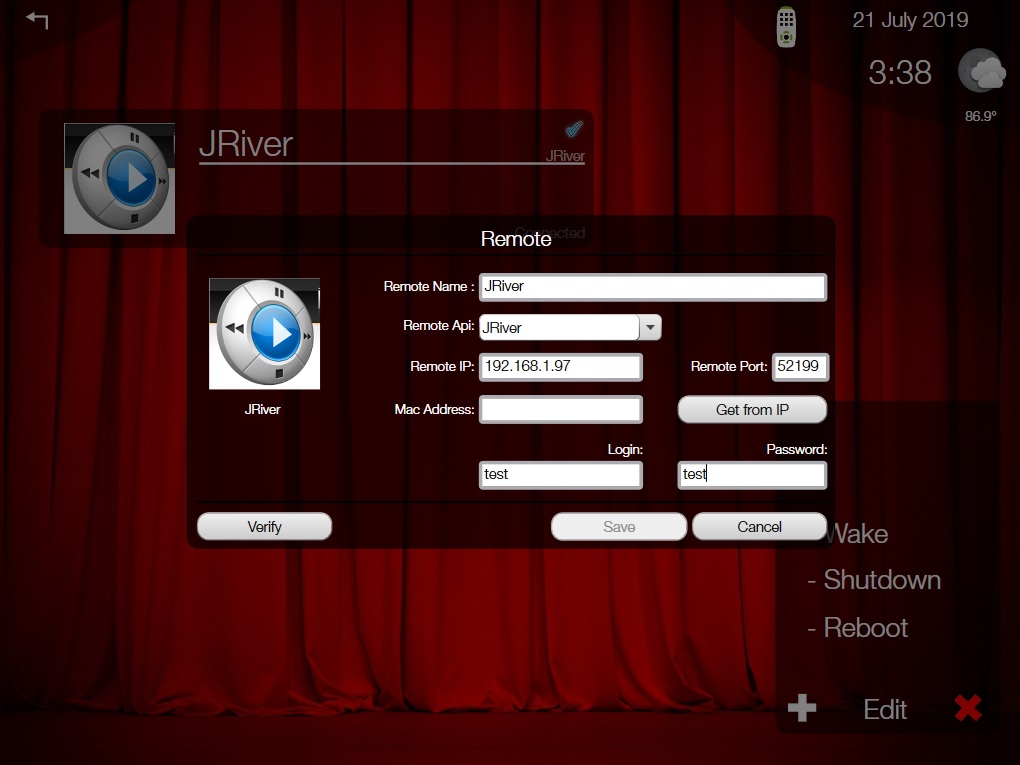 21 July 2019
3:38
86.9°
JRiver
JRiver
Connected
Remote
Remote Name : JRiver
Remote Api: JRiver
Remote IP: 192.168.1.97 Remote Port: 52199
JRiver
Mac Address: Get from IP
Login: Password:
test test
Verify Save Cancel
Wake
- Shutdown
- Reboot
Edit